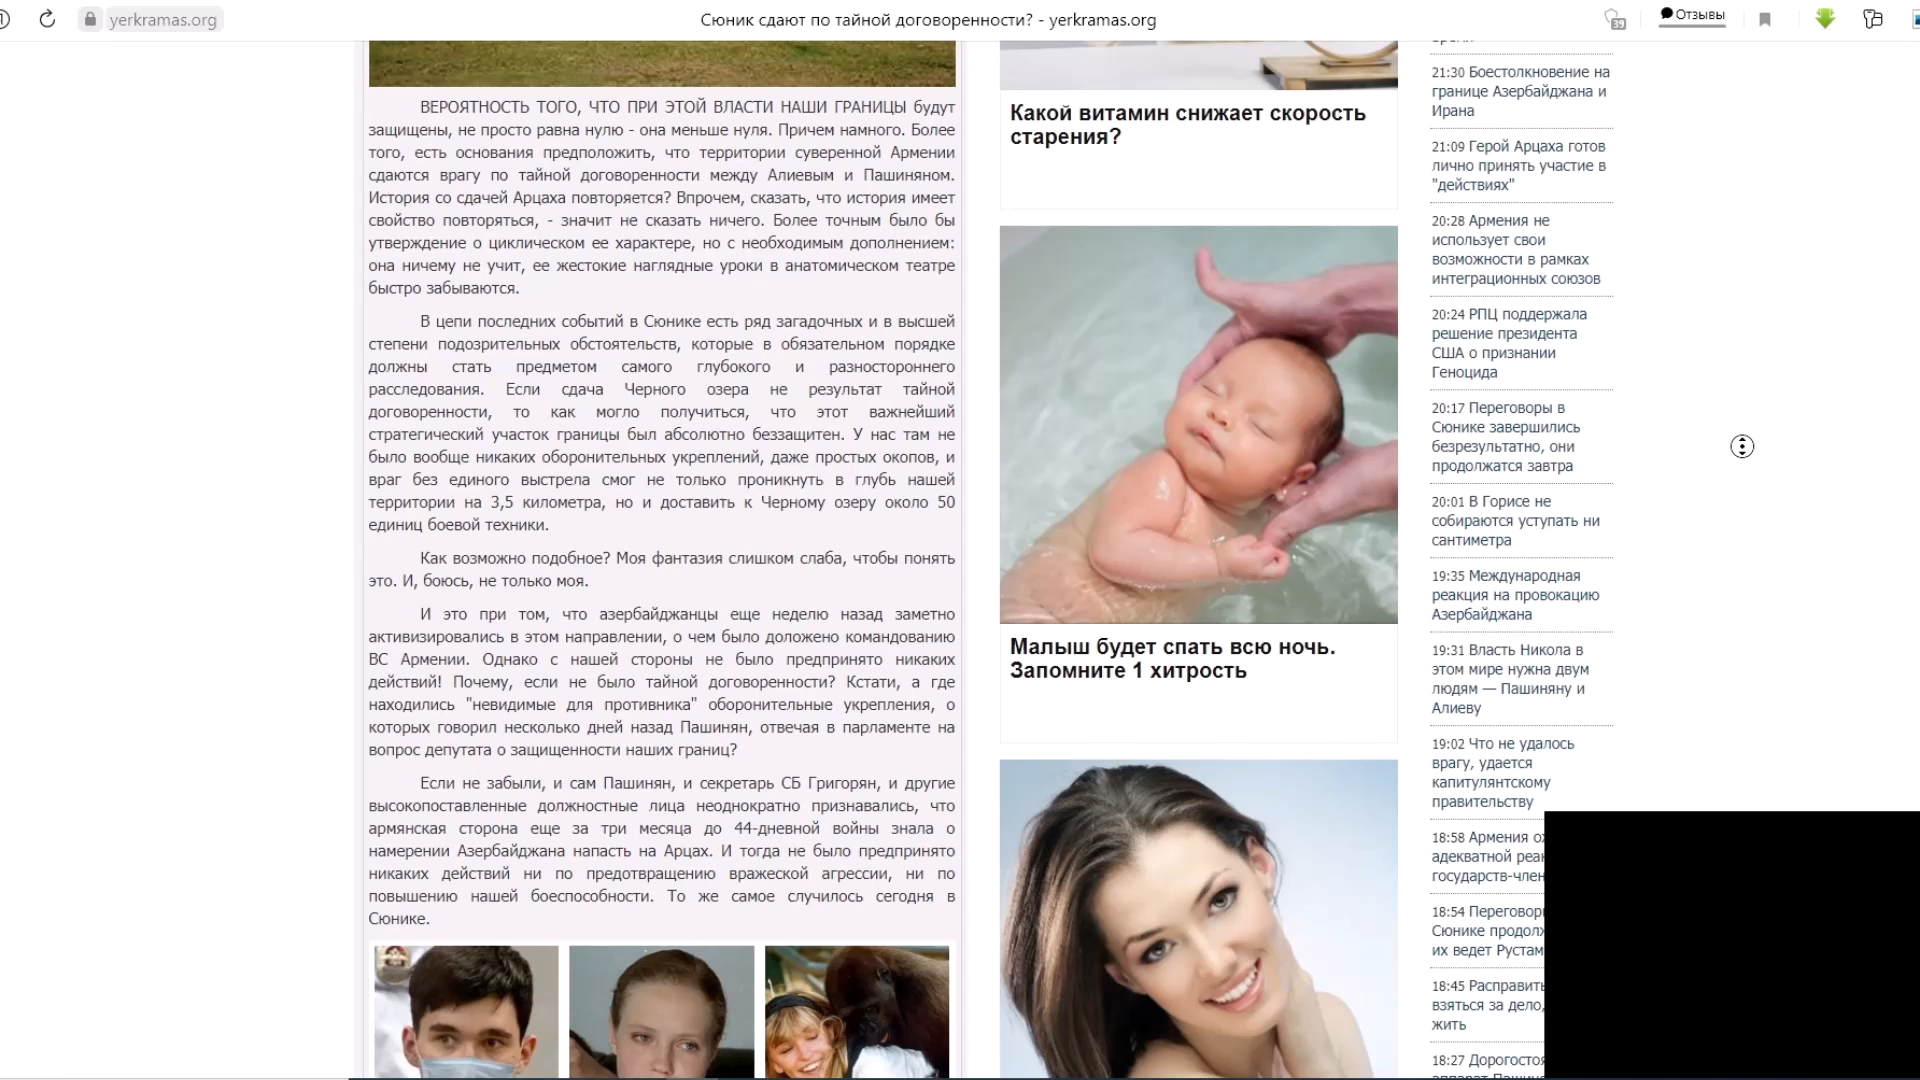 yerkramas.org
Сюник сдают по тайной договоренности? - yerkramas.org
39
Отзывы
ВЕРОЯТНОСТЬ ТОГО, ЧТО ПРИ ЭТОЙ ВЛАСТИ НАШИ ГРАНИЦЫ будут
защищены, не просто равна нулю - она меньше нуля. Причем намного. Более
того, есть основания предположить, что территории суверенной Армении
сдаются врагу по тайной договоренности между Алиевым и Пашиняном.
История со сдачей Арцаха повторяется? Впрочем, сказать, что история имеет
свойство повторяться, - значит не сказать ничего. Более точным было бы
утверждение о циклическом ее характере, но с необходимым дополнением:
она ничему не учит, ее жестокие наглядные уроки в анатомическом театре
быстро забываются.
В цепи последних событий в Сюнике есть ряд загадочных и в высшей
степени подозрительных обстоятельств, которые в обязательном порядке
должны стать предметом самого глубокого и разностороннего
расследования. Если сдача Черного озера не результат тайной
договоренности, то как могло получиться, что этот важнейший
стратегический участок границы был абсолютно беззащитен. У нас там не
было вообще никаких оборонительных укреплений, даже простых окопов, и
враг без единого выстрела смог не только проникнуть в глубь нашей
территории на 3,5 километра, но и доставить к Черному озеру около 50
единиц боевой техники.
Как возможно подобное? Моя фантазия слишком слаба, чтобы понять
это. И, боюсь, не только моя.
И это при том, что азербайджанцы еще неделю назад заметно
активизировались в этом направлении, о чем было доложено командованию
ВС Армении. Однако с нашей стороны не было предпринято никаких
действий! Почему, если не было тайной договоренности? Кстати, а где
находились "невидимые для противника" оборонительные укрепления, о
которых говорил несколько дней назад Пашинян, отвечая в парламенте на
вопрос депутата о защищенности наших границ?
Если не забыли, и сам Пашинян, и секретарь СБ Григорян, и другие
высокопоставленные должностные лица неоднократно признавались, что
армянская сторона еще за три месяца до 44-дневной войны знала о
намерении Азербайджана напасть на Арцах. И тогда не было предпринято
никаких действий ни по предотвращению вражеской агрессии, ни по
повышению нашей боеспособности. То же самое случилось сегодня в
Сюнике.
Какой витамин снижает скорость
старения?
Малыш будет спать всю ночь.
Запомните 1 хитрость
21:30 Боестолкновение на
границе Азербайджана и
Ирана
21:09 Герой Арцаха готов
лично принять участие в
"действиях"
20:28 Армения не
использует свои
возможности в рамках
интеграционных союзов
20:24 РПЦ поддержала
решение президента
США о признании
Геноцида
20:17 Переговоры в
Сюнике завершились
безрезультатно, они
продолжатся завтра
20:01 В Горисе не
собираются уступать ни
сантиметра
19:35 Международная
реакция на провокацию
Азербайджана
19:31 Власть Никола в
этом мире нужна двум
людям — Пашиняну и
Алиеву
19:02 Что не удалось
врагу, удается
капитулянтскому
правительству
18:58 Армения
адекватной
государств-член
18:54
Сюнике
их ведет Рустам
18:45
взяться за дело,
жить
18:27